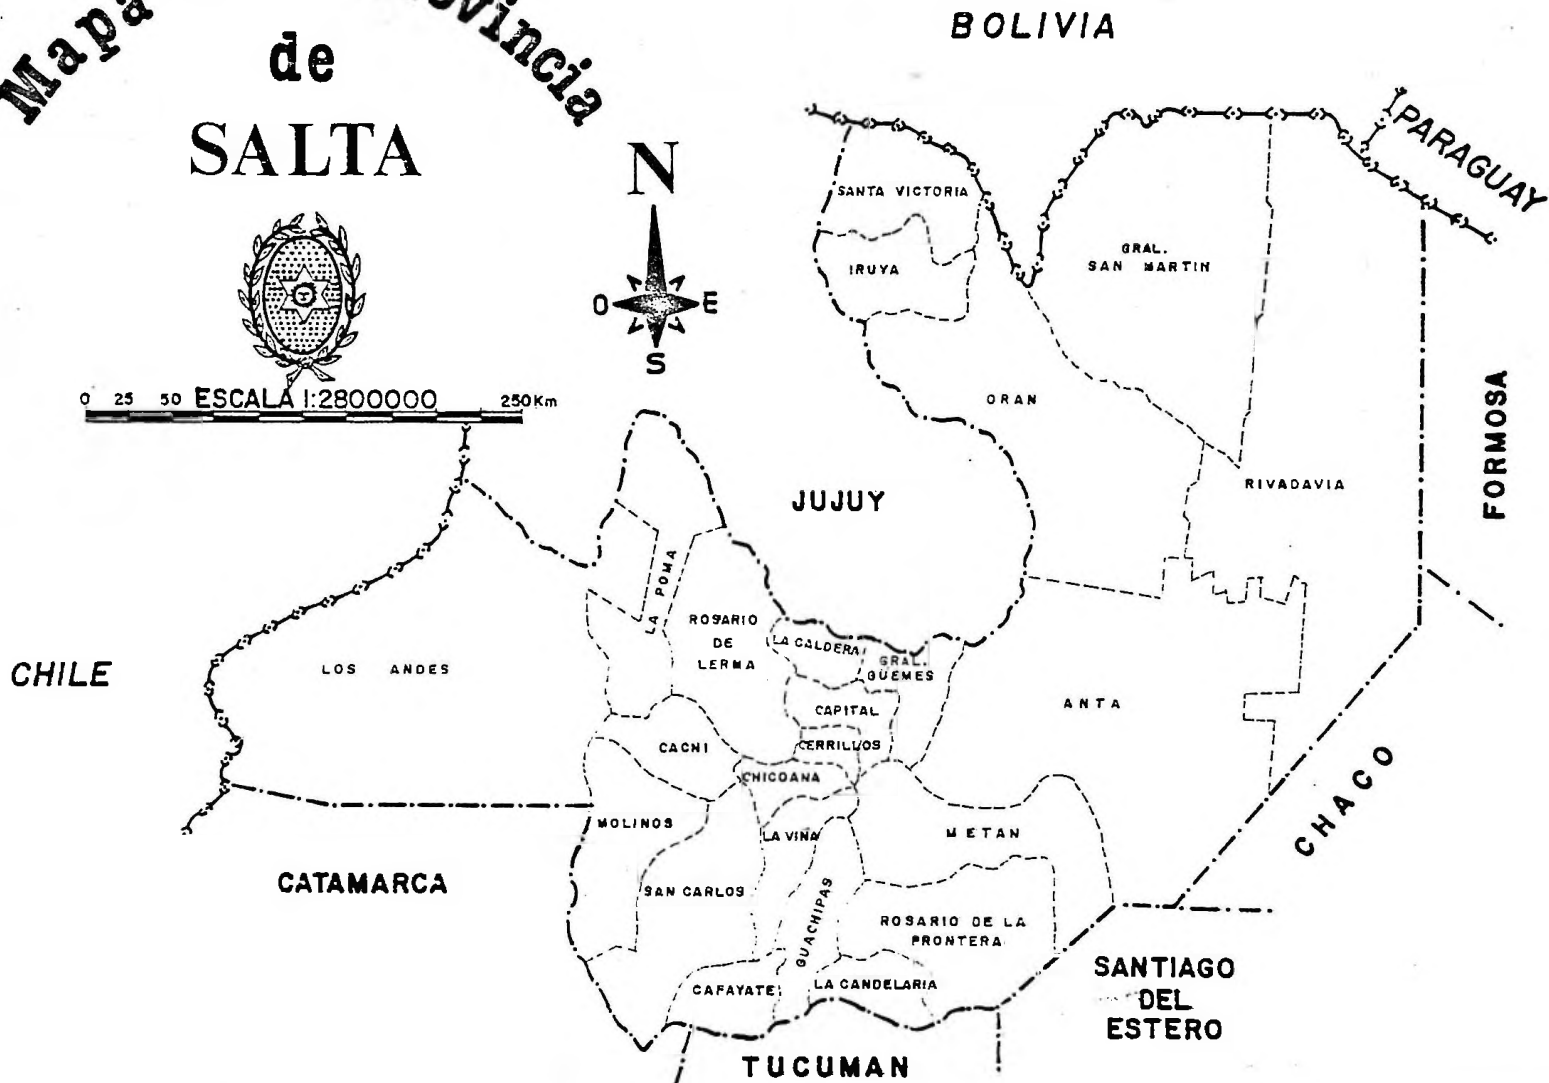 Mapa
de
SALTA
BOLIVIA
PARAGUAY
N
O E
S
0 25 50 ESCALA 1:2800000 250Km
SANTA VICTORIA
IRUYA
GRAL.
SAN MARTIN
ORAN
RIVADAVIA
FORMOSA
JUJUY
LA POMA
ROSARIO
DE
LERMA
LA CALDERA
GRAL.
GUEMES
CHILE
LOS ANDES
CAPITAL
ANTA
CACHI
CERRILLOS
CHICOANA
CHACO
MOLINOS
LA VIÑA
METAN
CATAMARCA
SAN CARLOS
GUACHIPAS
ROSARIO DE LA
FRONTERA
CAFAYATE
LA CANDELARIA
SANTIAGO
DEL
ESTERO
TUCUMAN